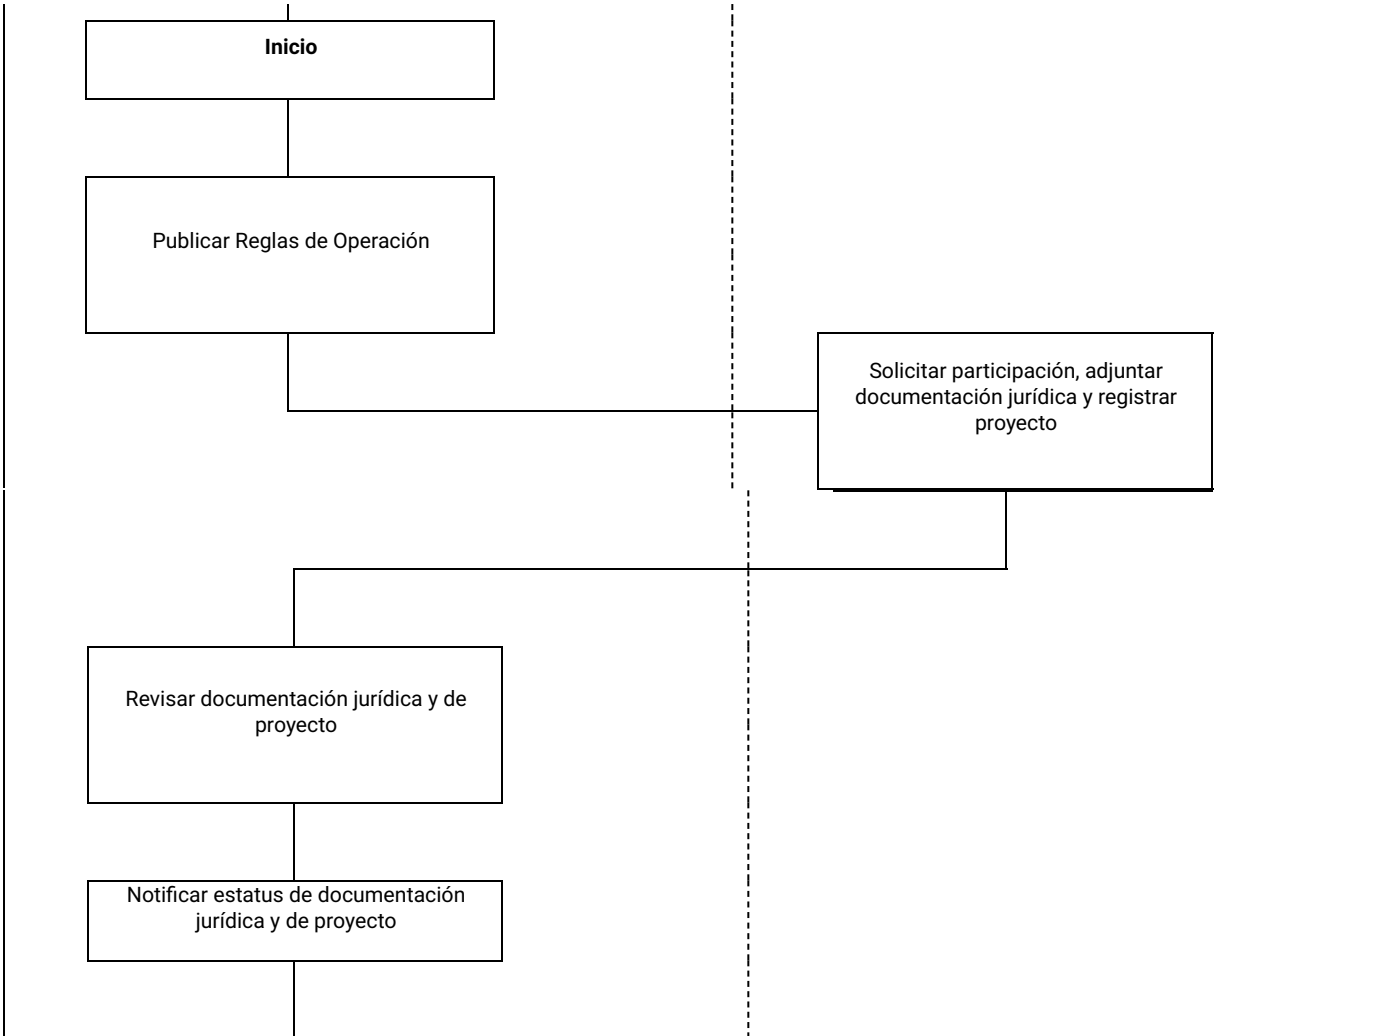 Inicio
Publicar Reglas de Operación
Solicitar participación, adjuntar
documentación jurídica y registrar
proyecto
Revisar documentación jurídica y de
proyecto
Notificar estatus de documentación
jurídica y de proyecto